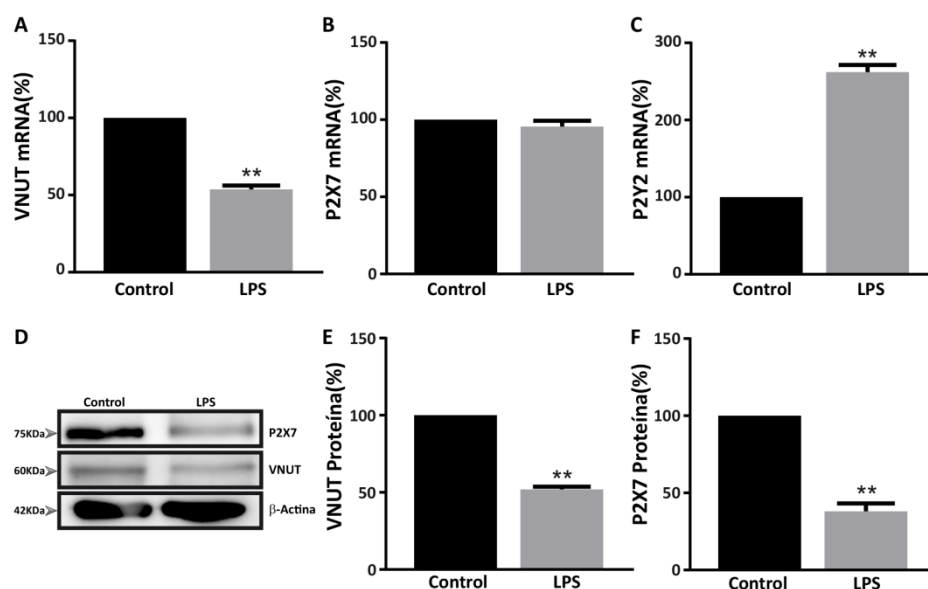 A
VNUT mRNA(%)
150
100
50
0
**
Control LPS
B
P2X7 mRNA(%)
150
100
50
0
Control LPS
C
P2Y2 mRNA(%)
300
200
100
0
**
Control LPS
D
Control LPS
75KDa P2X7
60KDa VNUT
42KDa β-Actina
E
VNUT Proteína(%)
150
100
50
0
**
Control LPS
F
P2X7 Proteína(%)
150
100
50
0
**
Control LPS